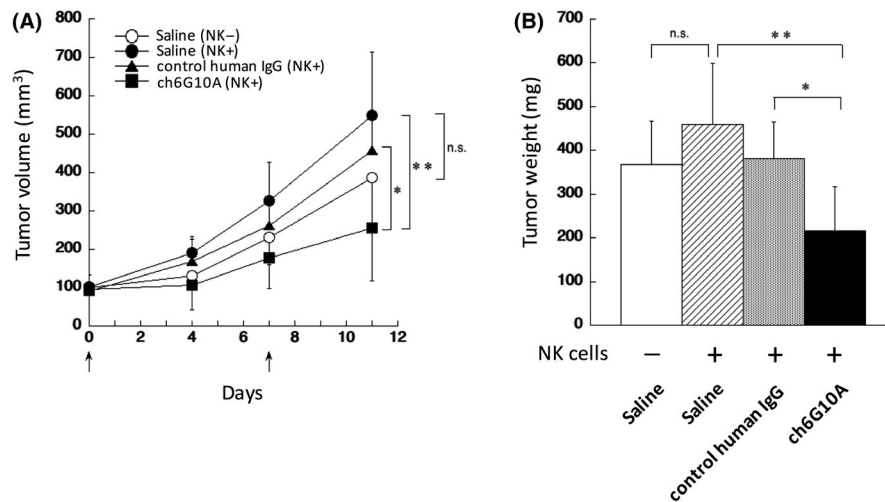 (A)
Tumor volume (mm³)
800
700
600
500
400
300
200
100
0
Saline (NK−)
Saline (NK+)
control human IgG (NK+)
ch6G10A (NK+)
n.s.
**
*
0 2 4 6 8 10 12
Days
(B)
Tumor weight (mg)
700
600
500
400
300
200
100
0
n.s.
**
*
NK cells − + + +
Saline
Saline
control human IgG
ch6G10A